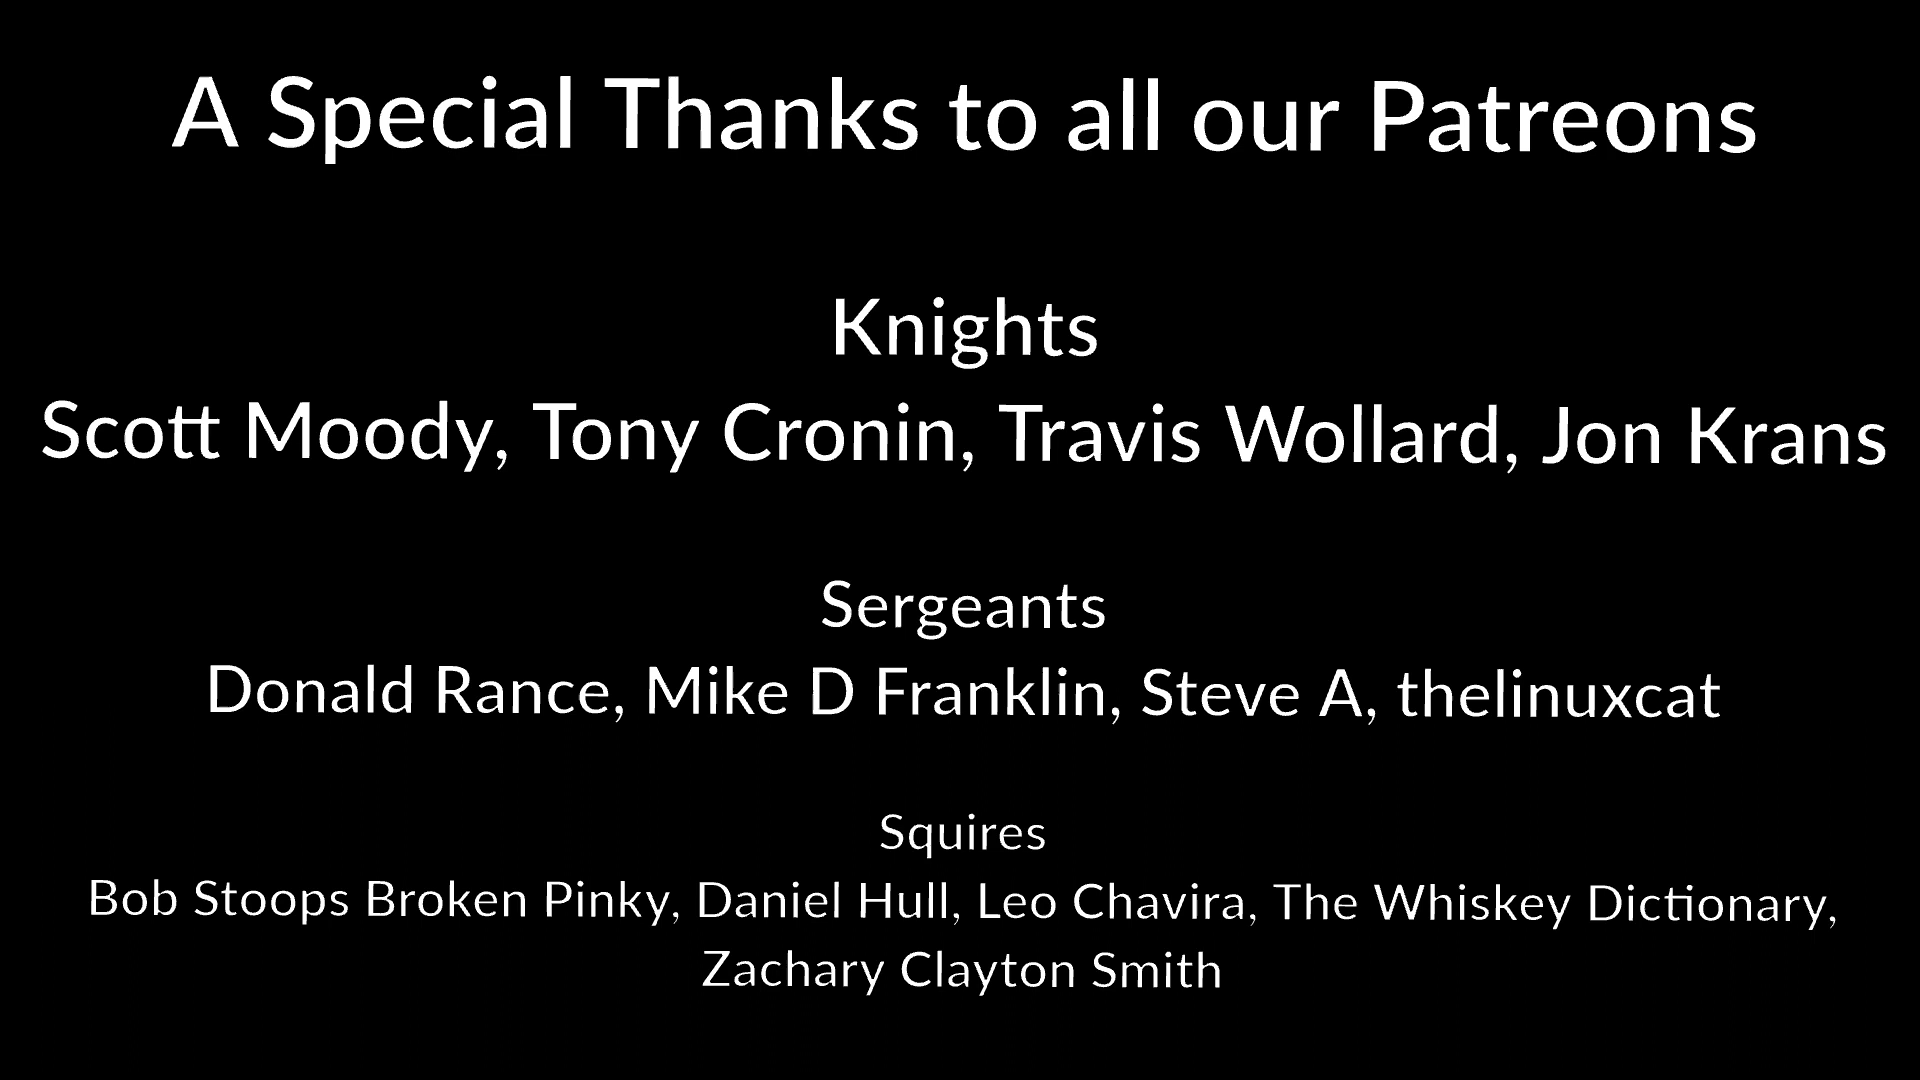 A Special Thanks to all our Patreons
Knights
Scott Moody, Tony Cronin, Travis Wollard, Jon Krans
Sergeants
Donald Rance, Mike D Franklin, Steve A, thelinuxcat
Squires
Bob Stoops Broken Pinky, Daniel Hull, Leo Chavira, The Whiskey Dictionary,
Zachary Clayton Smith